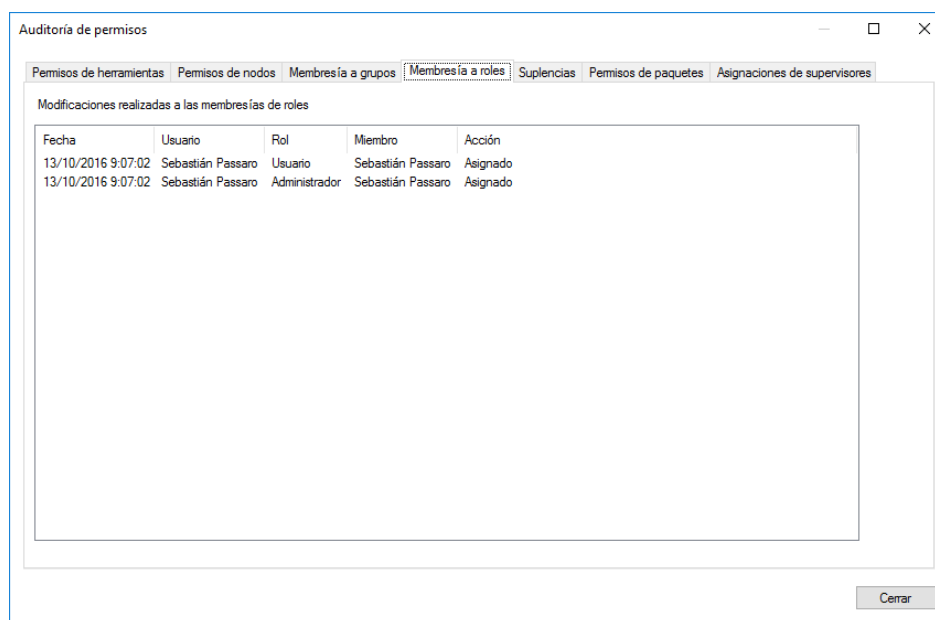 Auditoría de permisos
Permisos de herramientas Permisos de nodos Membresía a grupos Membresía a roles Suplencias Permisos de paquetes Asignaciones de supervisores
Modificaciones realizadas a las membresías de roles
Fecha Usuario Rol Miembro Acción
13/10/2016 9:07:02 Sebastián Passaro Usuario Sebastián Passaro Asignado
13/10/2016 9:07:02 Sebastián Passaro Administrador Sebastián Passaro Asignado
Cerrar